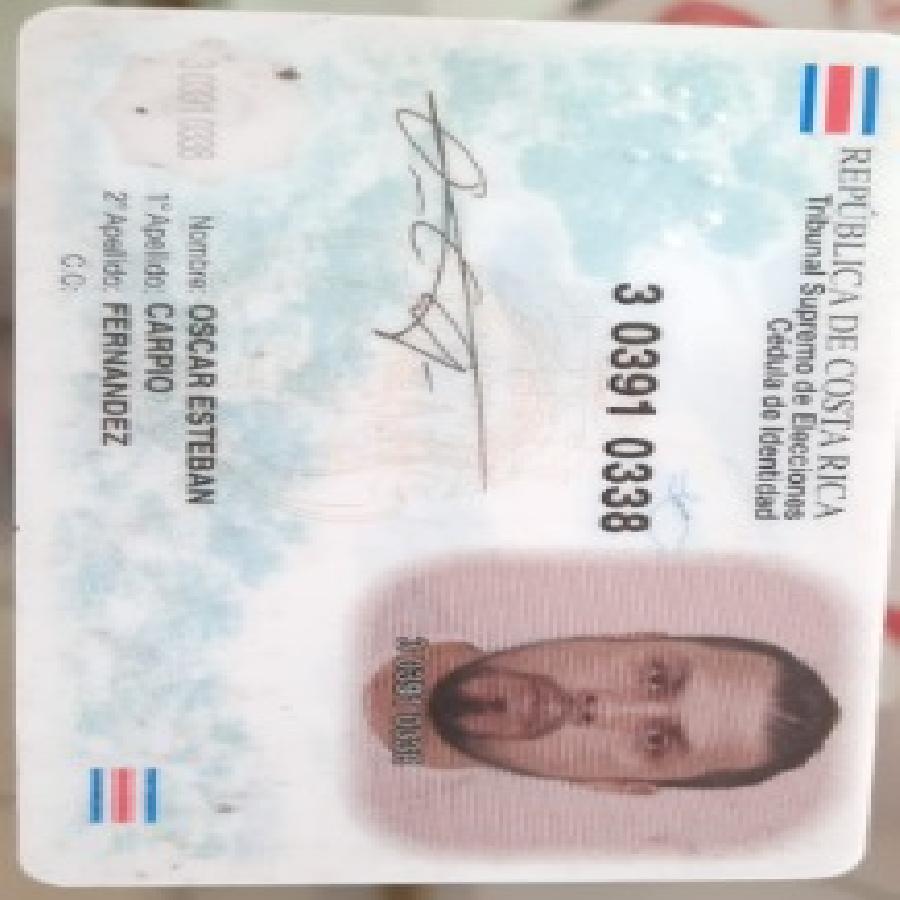 REPÚBLICA DE COSTA RICA
Tribunal Supremo de Elecciones
Cédula de Identidad
3 0391 0338
3 0391 0338
3 0391 0338
Nombre: OSCAR ESTEBAN
1° Apellido: CARPIO
2° Apellido: FERNANDEZ
C.C: